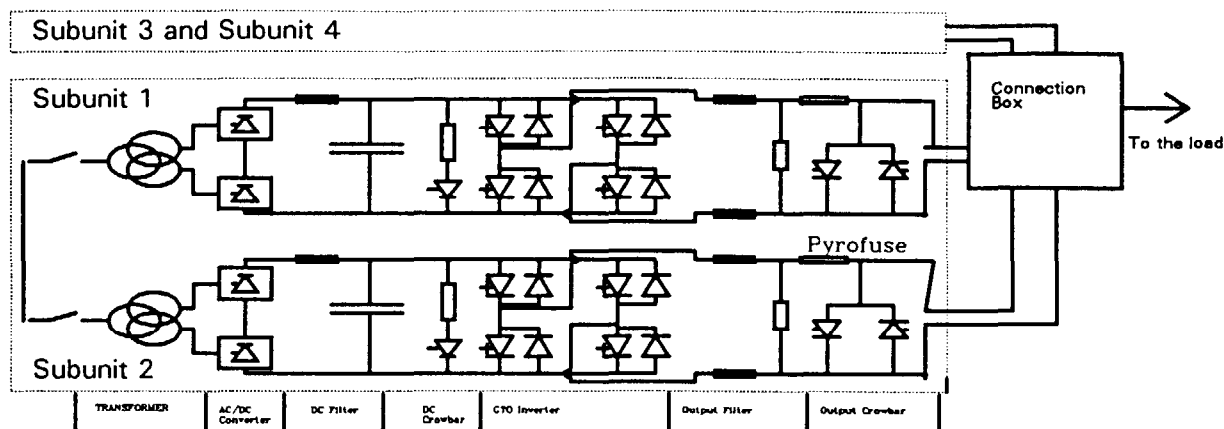 Subunit 3 and Subunit 4
Connection
Box
To the load
Subunit 1
Pyrofuse
Subunit 2
TRANSFORMER
AC/DC
Converter
DC Filter
DC
Crowbar
GTO Inverter
Output Filter
Output Crowbar